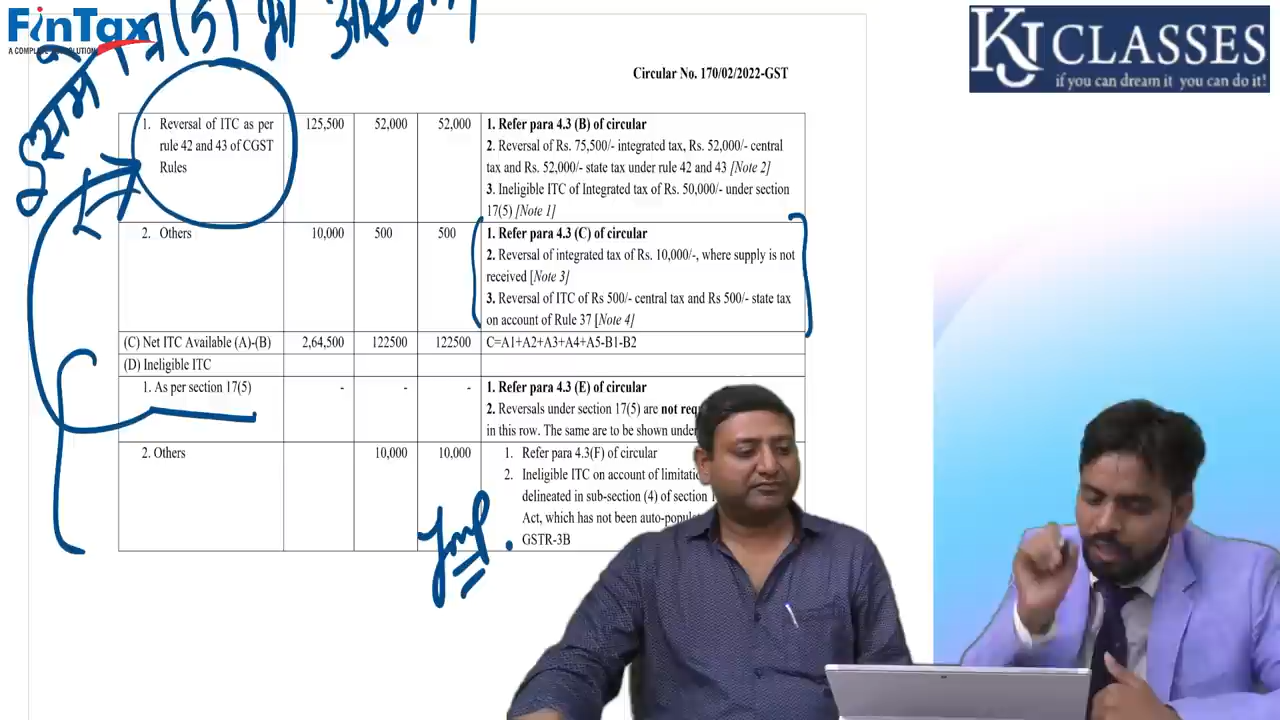 FinTax
A COMPLETE
SOLUTION
इसमें
(5) भी
KJ CLASSES
if you can dream it you can do it!
Circular No. 170/02/2022-GST
1. Reversal of ITC as per rule 42 and 43 of CGST Rules
125,500 52,000 52,000
1. Refer para 4.3 (B) of circular
2. Reversal of Rs. 75,500/- integrated tax, Rs. 52,000/- central
tax and Rs. 52,000/- state tax under rule 42 and 43 [Note 2]
3. Ineligible ITC of Integrated tax of Rs. 50,000/- under section
17(5) [Note 1]
2. Others 10,000 500 500
1. Refer para 4.3 (C) of circular
2. Reversal of integrated tax of Rs. 10,000/-, where supply is not
received [Note 3]
3. Reversal of ITC of Rs 500/- central tax and Rs 500/- state tax
on account of Rule 37 [Note 4]
(C) Net ITC Available (A)-(B) 2,64,500 122500 122500 C=A1+A2+A3+A4+A5-B1-B2
(D) Ineligible ITC
1. As per section 17(5) - - -
1. Refer para 4.3 (E) of circular
2. Reversals under section 17(5) are not
in this row. The same are to be shown
2. Others 10,000 10,000
1. Refer para 4.3(F) of circular
2. Ineligible ITC on account of
delineated in sub-section (4) of section
Act, which has not been
GSTR-3B
Imp.